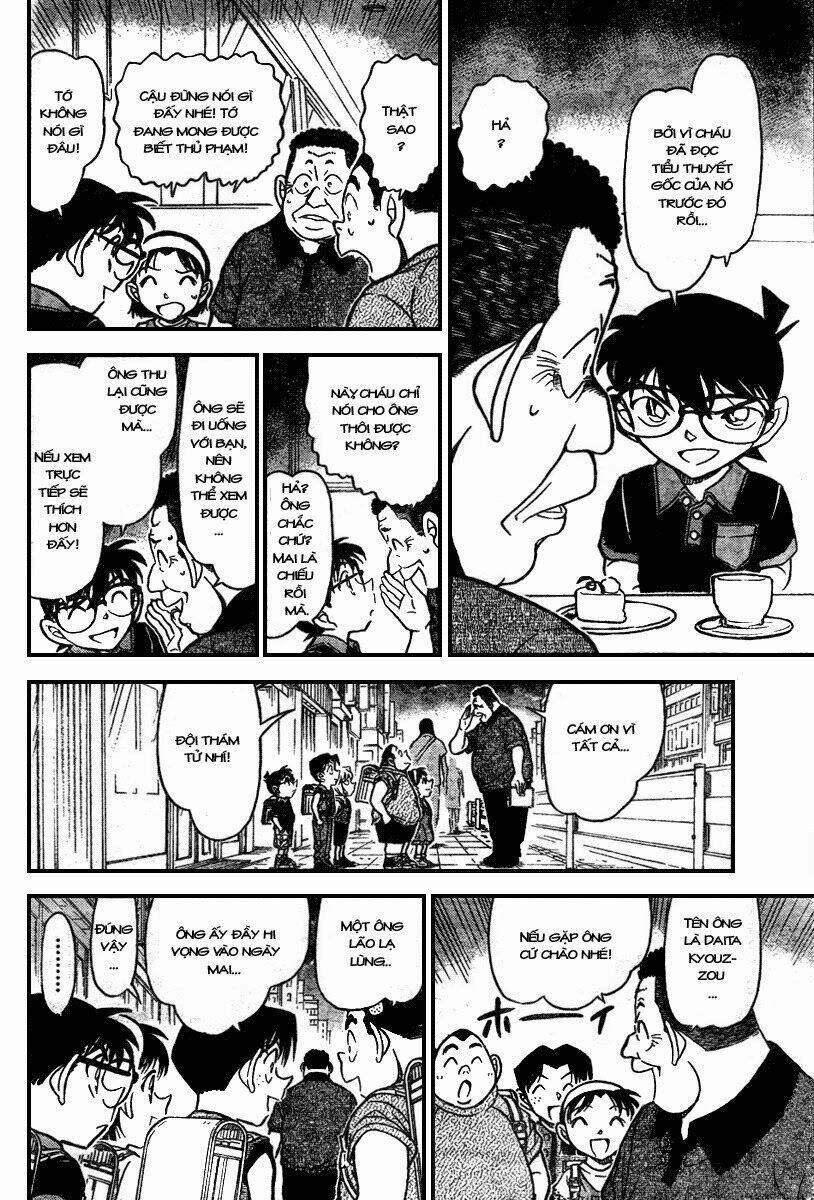 BỞI VÌ CHÁU
ĐÃ ĐỌC
TIỂU THUYẾT
GỐC CỦA NÓ
TRƯỚC ĐÓ
RỒI...
HẢ?
THẬT
SAO
?
CẬU ĐỪNG NÓI GÌ
ĐẤY NHÉ! TỚ
ĐANG MONG ĐƯỢC
BIẾT THỦ PHẠM!
TỚ
KHÔNG
NÓI GÌ
ĐÂU!
NÀY, CHÁU CHỈ
NÓI CHO ÔNG
THÔI ĐƯỢC
KHÔNG?
HẢ?
ÔNG
CHẮC
CHỨ?
MAI LÀ
CHIẾU
RỒI
MÀ.
ÔNG SẼ
ĐI UỐNG
VỚI BẠN,
NÊN
KHÔNG
THỂ XEM
ĐƯỢC
...
ÔNG THU
LẠI CŨNG
ĐƯỢC
MÀ...
NẾU XEM
TRỰC
TIẾP SẼ
THÍCH
HƠN
ĐẤY!
CÁM ƠN VÌ
TẤT CẢ...
ĐỘI THÁM
TỬ NHÍ!
TÊN ÔNG
LÀ DAITA
KYOUZ-
ZOU
...
NẾU GẶP ÔNG
CỨ CHÀO NHÉ!
ホーイ
MỘT ÔNG
LÃO LẠ
LÙNG..
ÔNG ẤY ĐẦY HI
VỌNG VÀO NGÀY
MAI...
ĐÚNG
VẬY
...
........